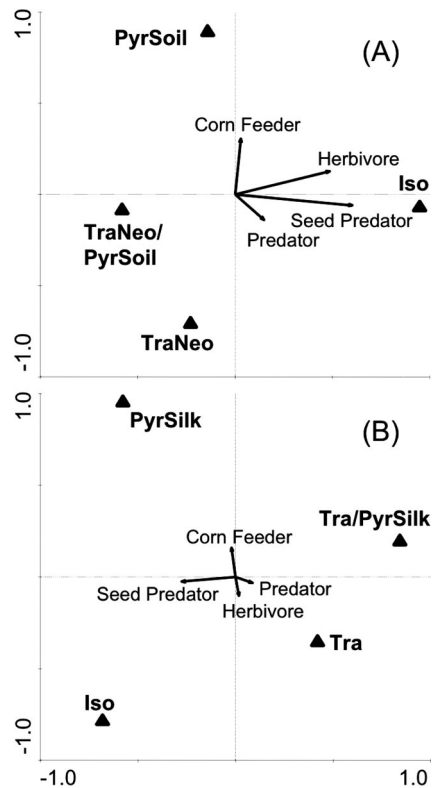 1.0
(A)
PyrSoil
Corn Feeder
Herbivore
Iso
Seed Predator
Predator
TraNeo/
PyrSoil
TraNeo
-1.0
1.0
(B)
PyrSilk
Tra/PyrSilk
Corn Feeder
Seed Predator
Predator
Herbivore
Tra
Iso
-1.0
-1.0
1.0